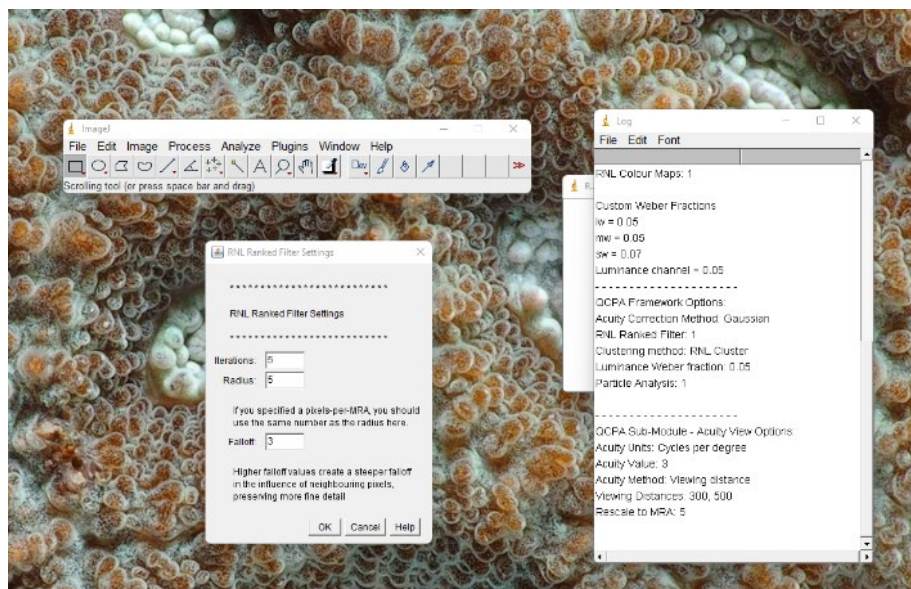 ImageJ
File Edit Image Process Analyze Plugins Window Help
Dev
Scrolling tool (or press space bar and drag)
RNL Ranked Filter Settings
* * * * * * * * * * * * * * * * * * * * * * * * * *
RNL Ranked Filter Settings
* * * * * * * * * * * * * * * * * * * * * * * * * *
Iterations: 5
Radius: 5
If you specified a pixels-per-MRA, you should
use the same number as the radius here.
Falloff: 3
Higher falloff values create a steeper falloff
in the influence of neighbouring pixels,
preserving more fine detail
OK Cancel Help
Log
File Edit Font
RNL Colour Maps: 1
Custom Weber Fractions
lw = 0.05
mw = 0.05
sw = 0.07
Luminance channel = 0.05
- - - - - - - - - - - - - - - - - - - -
QCPA Framework Options:
Acuity Correction Method: Gaussian
RNL Ranked Filter: 1
Clustering method: RNL Cluster
Luminance Weber fraction: 0.05
Particle Analysis: 1
- - - - - - - - - - - - - - - - - - - -
QCPA Sub-Module - Acuity View Options:
Acuity Units: Cycles per degree
Acuity Value: 3
Acuity Method: Viewing distance
Viewing Distances: 300, 500
Rescale to MRA: 5